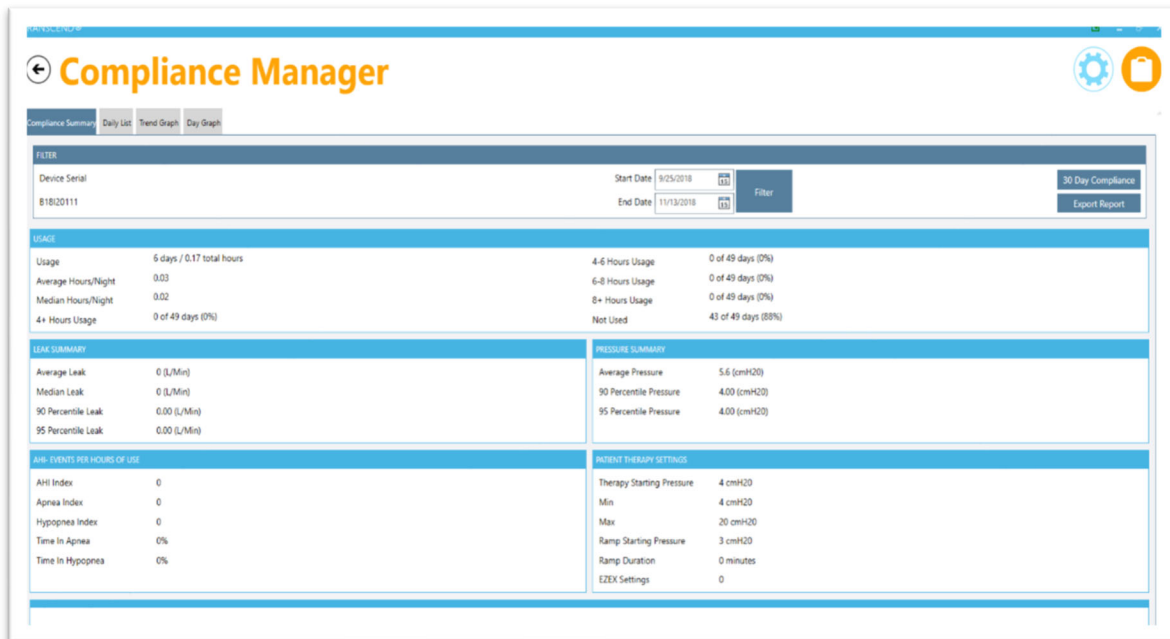 TRANSCEND®
Compliance Manager
Compliance Summary Daily List Trend Graph Day Graph
FILTER
Device Serial Start Date 9/25/2018 15 Filter 30 Day Compliance
B18I20111 End Date 11/13/2018 15 Export Report
USAGE
Usage 6 days / 0.17 total hours 4-6 Hours Usage 0 of 49 days (0%)
Average Hours/Night 0.03 6-8 Hours Usage 0 of 49 days (0%)
Median Hours/Night 0.02 8+ Hours Usage 0 of 49 days (0%)
4+ Hours Usage 0 of 49 days (0%) Not Used 43 of 49 days (88%)
LEAK SUMMARY
Average Leak 0 (L/Min)
Median Leak 0 (L/Min)
90 Percentile Leak 0.00 (L/Min)
95 Percentile Leak 0.00 (L/Min)
PRESSURE SUMMARY
Average Pressure 5.6 (cmH20)
90 Percentile Pressure 4.00 (cmH20)
95 Percentile Pressure 4.00 (cmH20)
AHI- EVENTS PER HOURS OF USE
AHI Index 0
Apnea Index 0
Hypopnea Index 0
Time In Apnea 0%
Time In Hypopnea 0%
PATIENT THERAPY SETTINGS
Therapy Starting Pressure 4 cmH20
Min 4 cmH20
Max 20 cmH20
Ramp Starting Pressure 3 cmH20
Ramp Duration 0 minutes
EZEX Settings 0